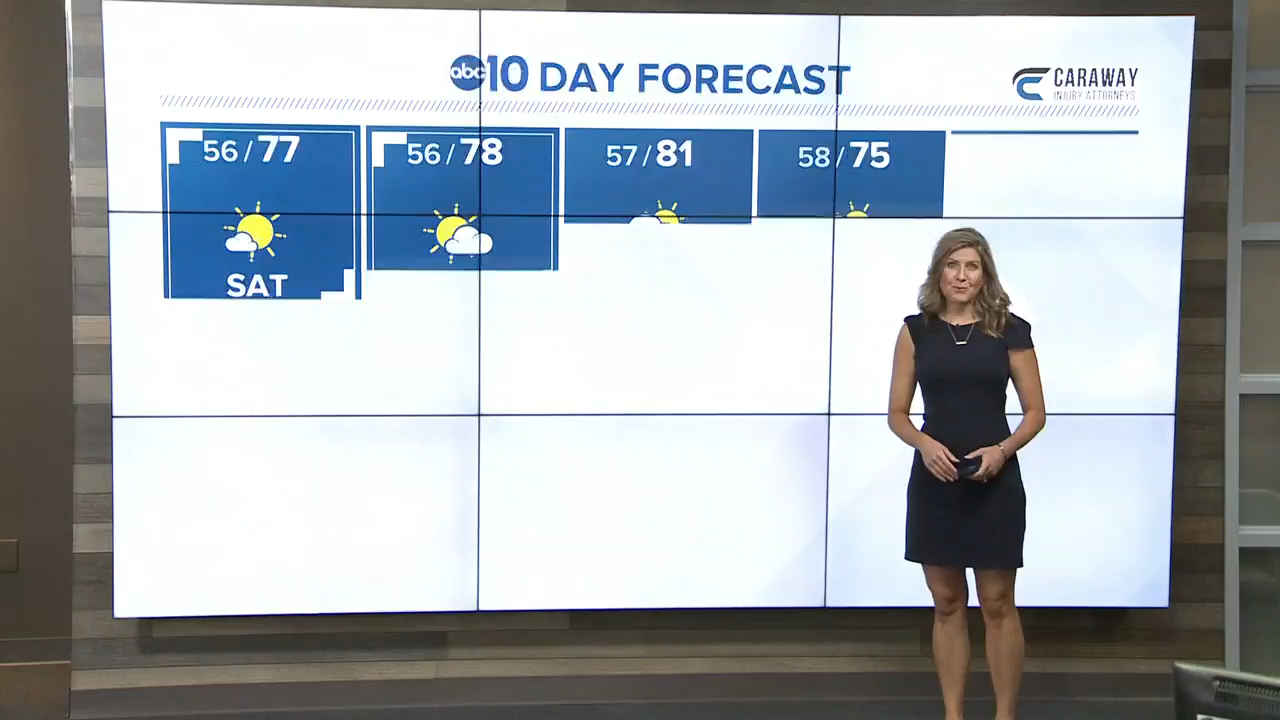 abc10 DAY FORECAST
CARAWAY
INJURY ATTORNEYS
56/77
56/78
57/81
58/75
SAT